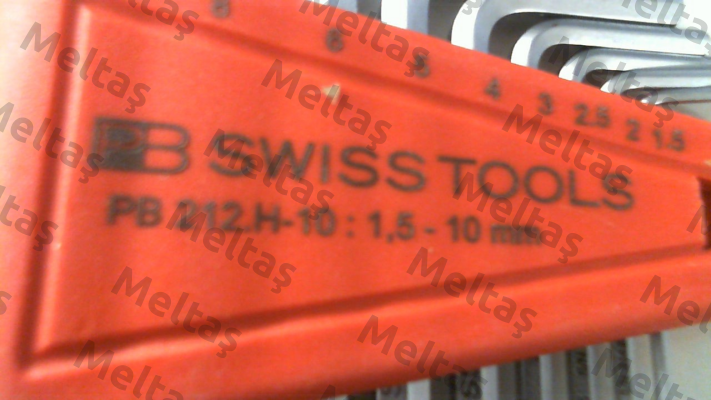 8 6 5 4 3 2.5 2 1.5
PB SWISS TOOLS
PB 212.H-10 : 1,5 - 10 mm
Meltaş